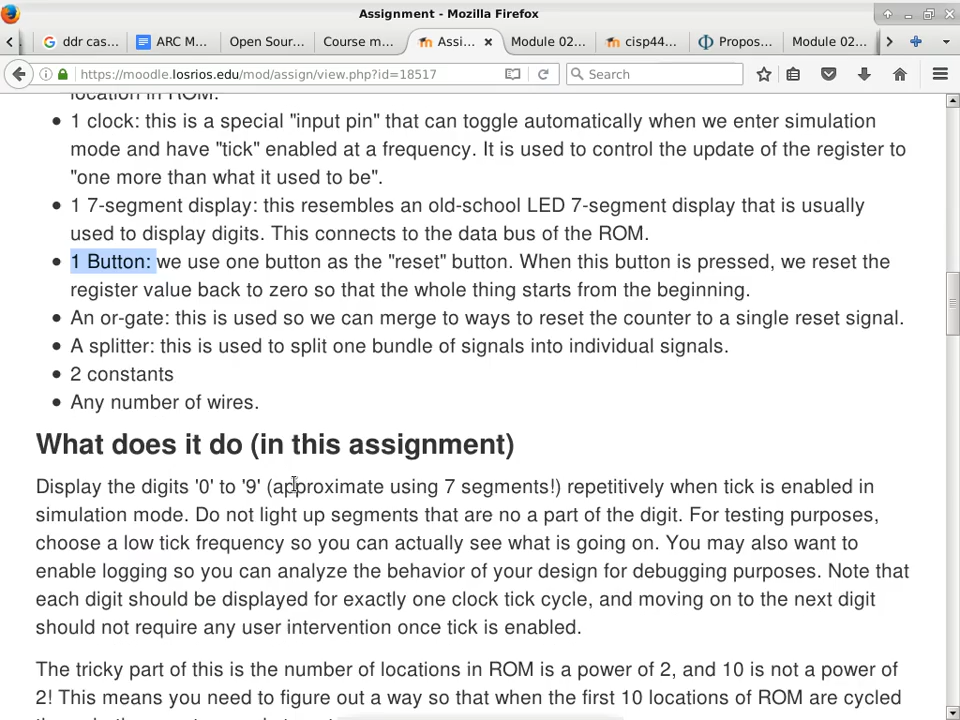 Assignment - Mozilla Firefox
ddr cas...
ARC M...
Open Sour...
Course m...
Assi...
Module 02...
cisp44...
Propos...
Module 02...
https://moodle.losrios.edu/mod/assign/view.php?id=18517
Search
location in ROM.
1 clock: this is a special "input pin" that can toggle automatically when we enter simulation
mode and have "tick" enabled at a frequency. It is used to control the update of the register to
"one more than what it used to be".
1 7-segment display: this resembles an old-school LED 7-segment display that is usually
used to display digits. This connects to the data bus of the ROM.
1 Button: we use one button as the "reset" button. When this button is pressed, we reset the
register value back to zero so that the whole thing starts from the beginning.
An or-gate: this is used so we can merge to ways to reset the counter to a single reset signal.
A splitter: this is used to split one bundle of signals into individual signals.
2 constants
Any number of wires.
What does it do (in this assignment)
Display the digits '0' to '9' (approximate using 7 segments!) repetitively when tick is enabled in
simulation mode. Do not light up segments that are no a part of the digit. For testing purposes,
choose a low tick frequency so you can actually see what is going on. You may also want to
enable logging so you can analyze the behavior of your design for debugging purposes. Note that
each digit should be displayed for exactly one clock tick cycle, and moving on to the next digit
should not require any user intervention once tick is enabled.
The tricky part of this is the number of locations in ROM is a power of 2, and 10 is not a power of
2! This means you need to figure out a way so that when the first 10 locations of ROM are cycled